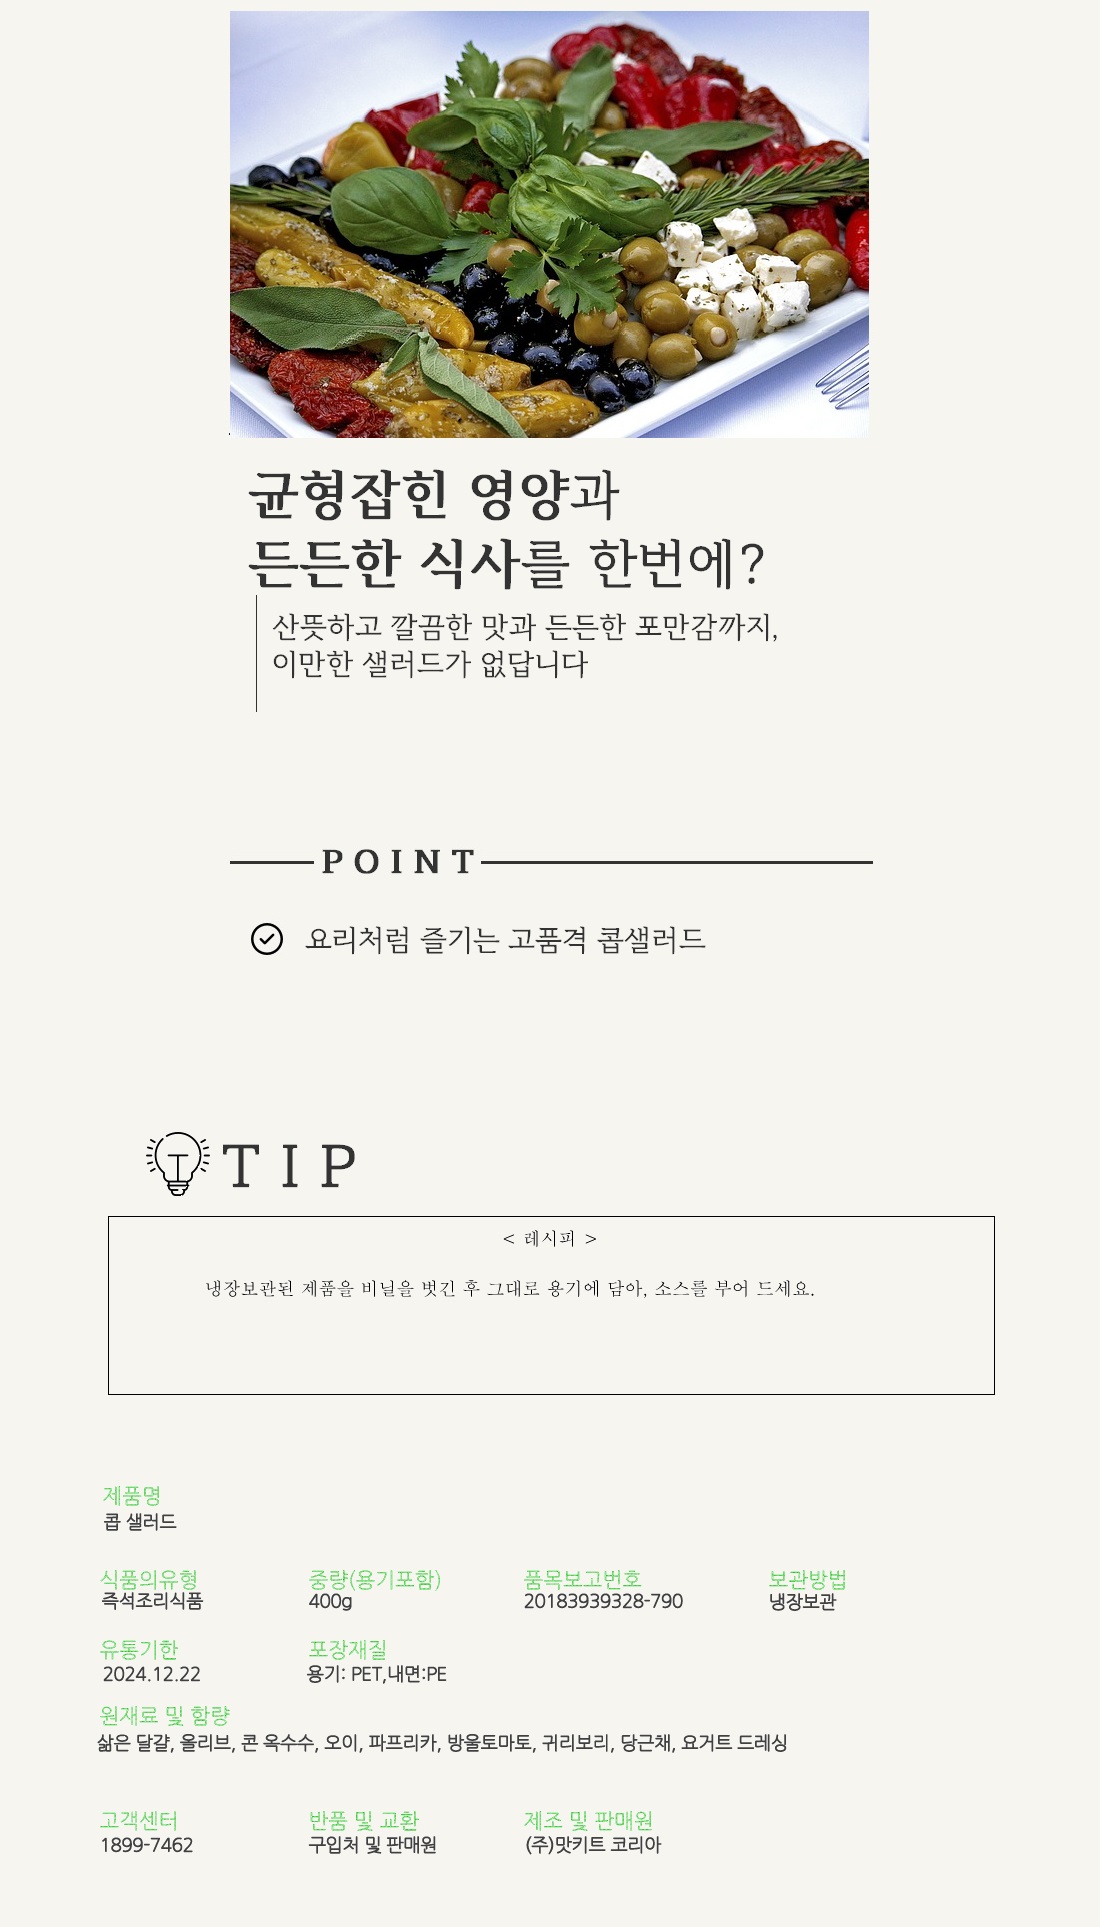 균형잡힌 영양과
든든한 식사를 한번에?
산뜻하고 깔끔한 맛과 든든한 포만감까지,
이만한 샐러드가 없답니다
POINT
요리처럼 즐기는 고품격 콥샐러드
TIP
< 레시피 >
냉장보관된 제품을 비닐을 벗긴 후 그대로 용기에 담아, 소스를 부어 드세요.
제품명
콥 샐러드
식품의유형 중량(용기포함) 품목보고번호 보관방법
즉석조리식품 400g 20183939328-790 냉장보관
유통기한 포장재질
2024.12.22 용기: PET,내면:PE
원재료 및 함량
삶은 달걀, 올리브, 콘 옥수수, 오이, 파프리카, 방울토마토, 귀리보리, 당근채, 요거트 드레싱
고객센터 반품 및 교환 제조 및 판매원
1899-7462 구입처 및 판매원 (주)맛키트 코리아